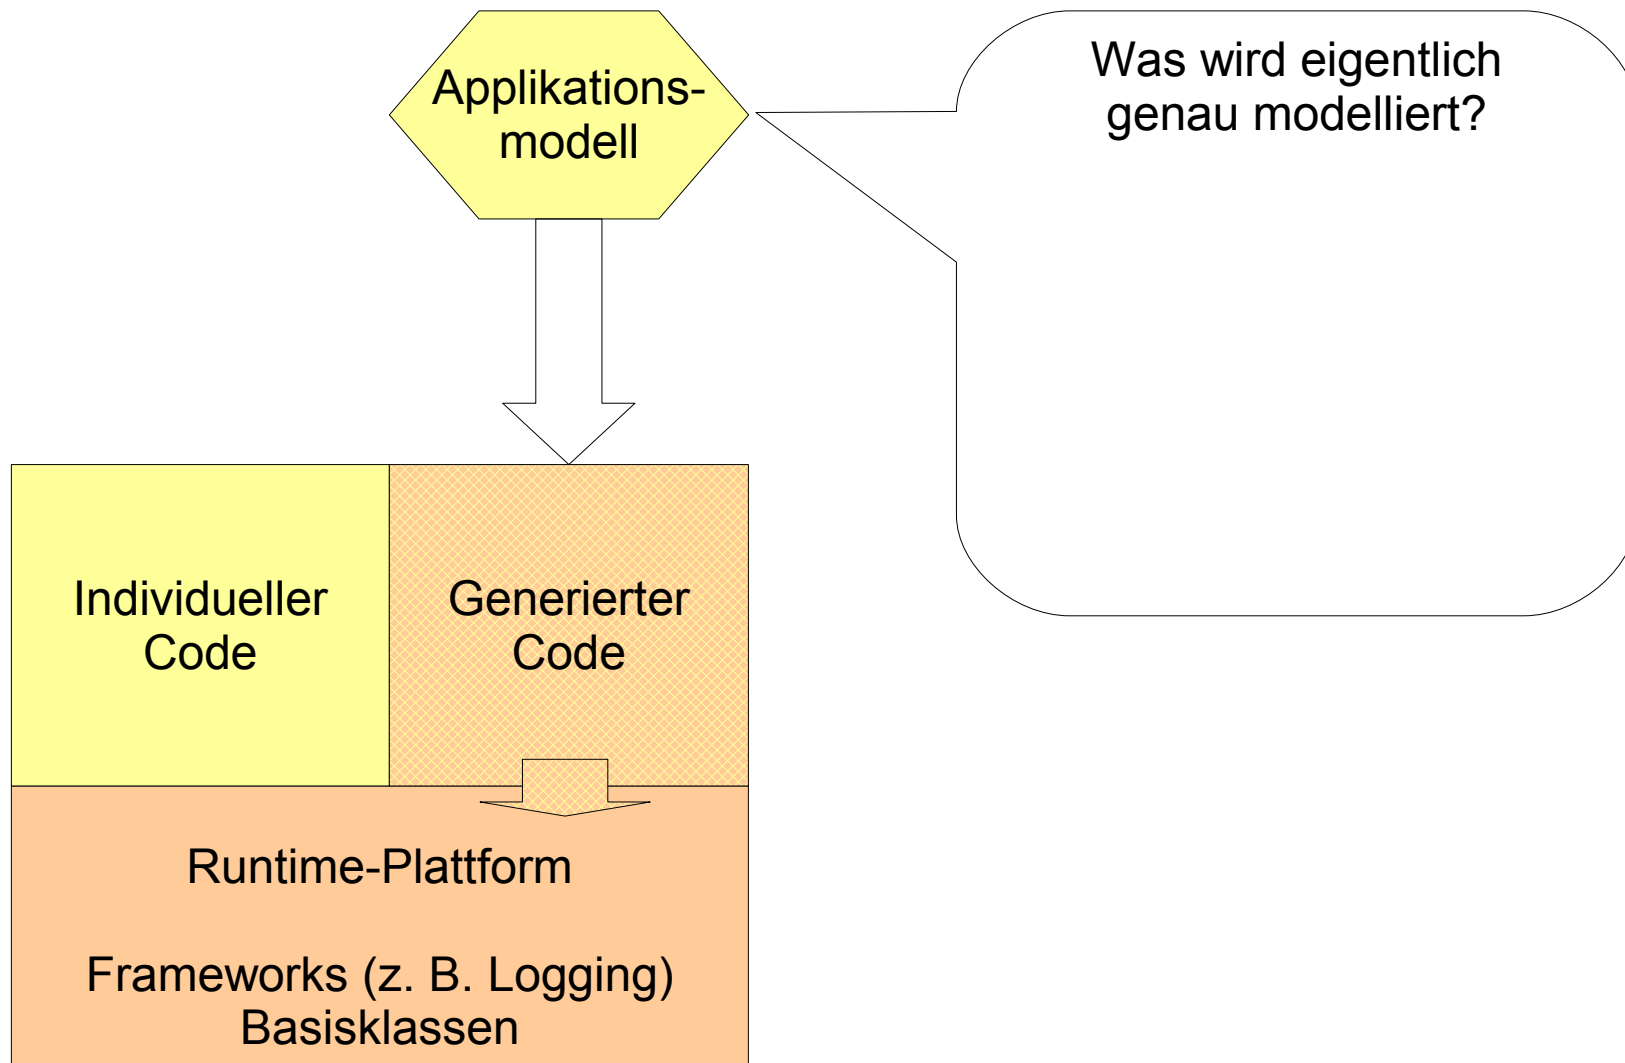 Applikations-
modell
Was wird eigentlich
genau modelliert?
Individueller
Code
Generierter
Code
Runtime-Plattform
Frameworks (z. B. Logging)
Basisklassen